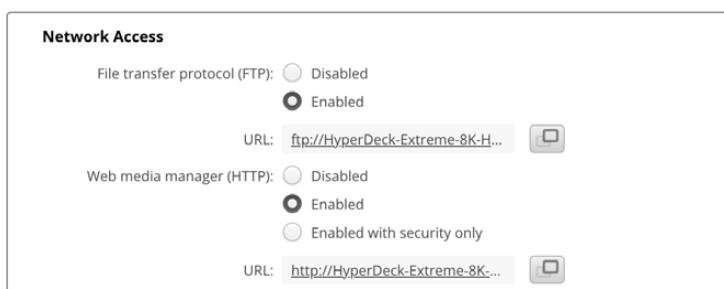 Network Access
File transfer protocol (FTP): Disabled
Enabled
URL: ftp://HyperDeck-Extreme-8K-H...
Web media manager (HTTP): Disabled
Enabled
Enabled with security only
URL: http://HyperDeck-Extreme-8K-...